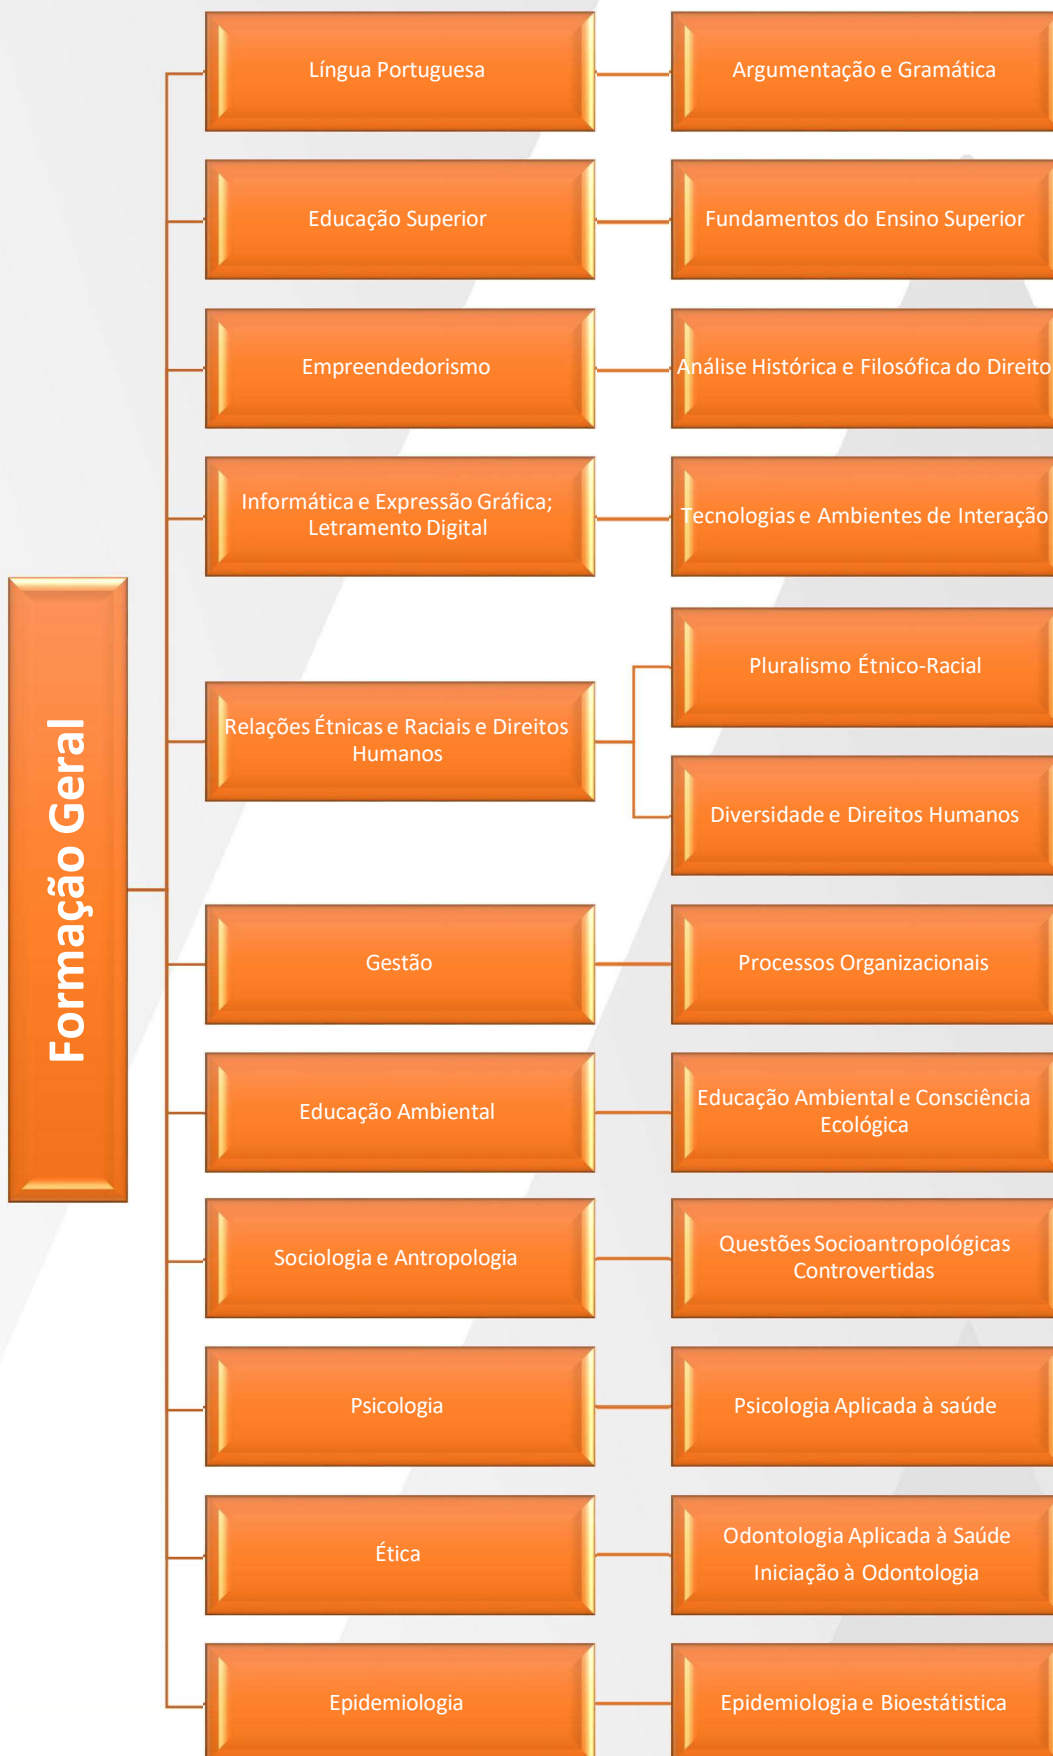 Formação Geral
Língua Portuguesa
Argumentação e Gramática
Educação Superior
Fundamentos do Ensino Superior
Empreendedorismo
Análise Histórica e Filosófica do Direito
Informática e Expressão Gráfica;
Letramento Digital
Tecnologias e Ambientes de Interação
Relações Étnicas e Raciais e Direitos
Humanos
Pluralismo Étnico-Racial
Diversidade e Direitos Humanos
Gestão
Processos Organizacionais
Educação Ambiental
Educação Ambiental e Consciência
Ecológica
Sociologia e Antropologia
Questões Socioantropológicas
Controvertidas
Psicologia
Psicologia Aplicada à saúde
Ética
Odontologia Aplicada à Saúde
Iniciação à Odontologia
Epidemiologia
Epidemiologia e Bioestátistica